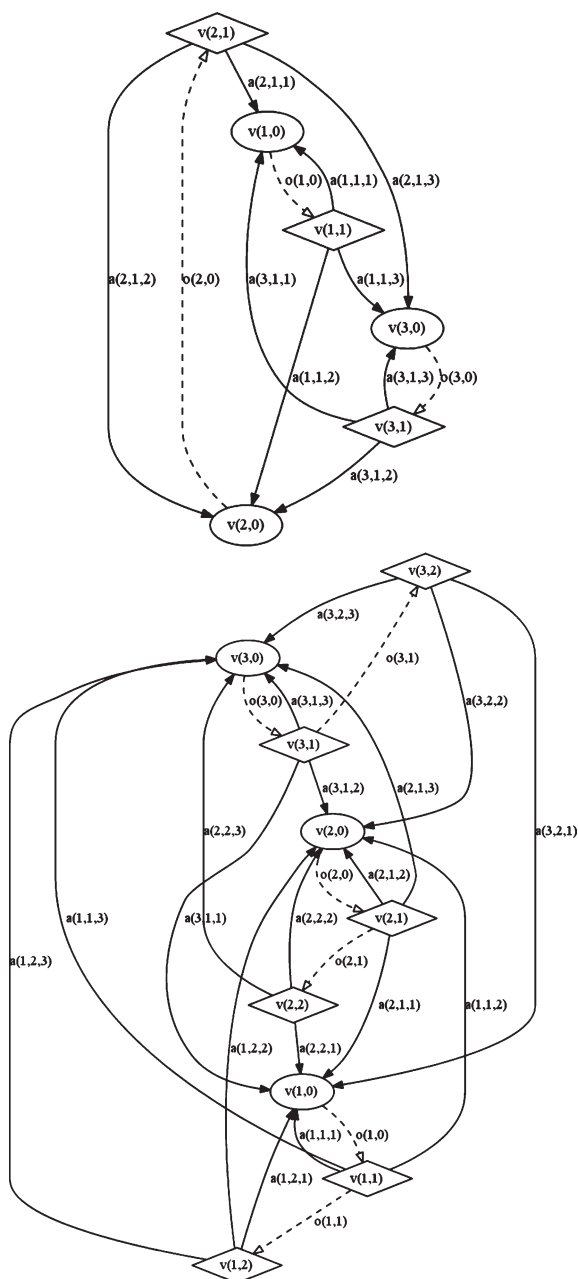 v(2,1)
a(2,1,1)
v(1,0)
o(1,0)
a(1,1,1)
a(2,1,3)
v(1,1)
a(2,1,2)
o(2,0)
a(3,1,1)
a(1,1,3)
v(3,0)
a(1,1,2)
a(3,1,3)
o(3,0)
v(3,1)
a(3,1,2)
v(2,0)
v(3,2)
a(3,2,3)
v(3,0)
o(3,1)
o(3,0)
a(3,1,3)
a(3,2,2)
v(3,1)
a(3,1,2)
a(2,1,3)
a(2,2,3)
v(2,0)
a(3,2,1)
o(2,0)
a(2,1,2)
a(1,1,3)
a(3,1,1)
a(2,2,2)
v(2,1)
a(1,2,3)
o(2,1)
v(2,2)
a(2,1,1)
a(1,1,2)
a(1,2,2)
a(2,2,1)
v(1,0)
a(1,1,1)
o(1,0)
a(1,2,1)
v(1,1)
o(1,1)
v(1,2)